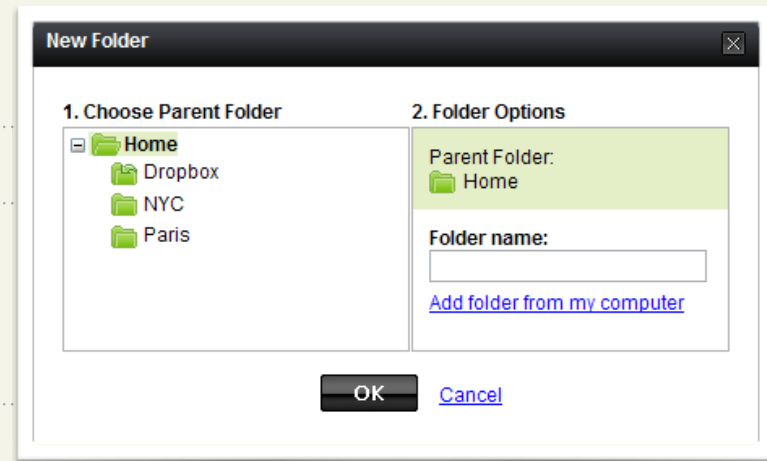 New Folder
1. Choose Parent Folder
Home
Dropbox
NYC
Paris
2. Folder Options
Parent Folder:
Home
Folder name:
Add folder from my computer
OK
Cancel